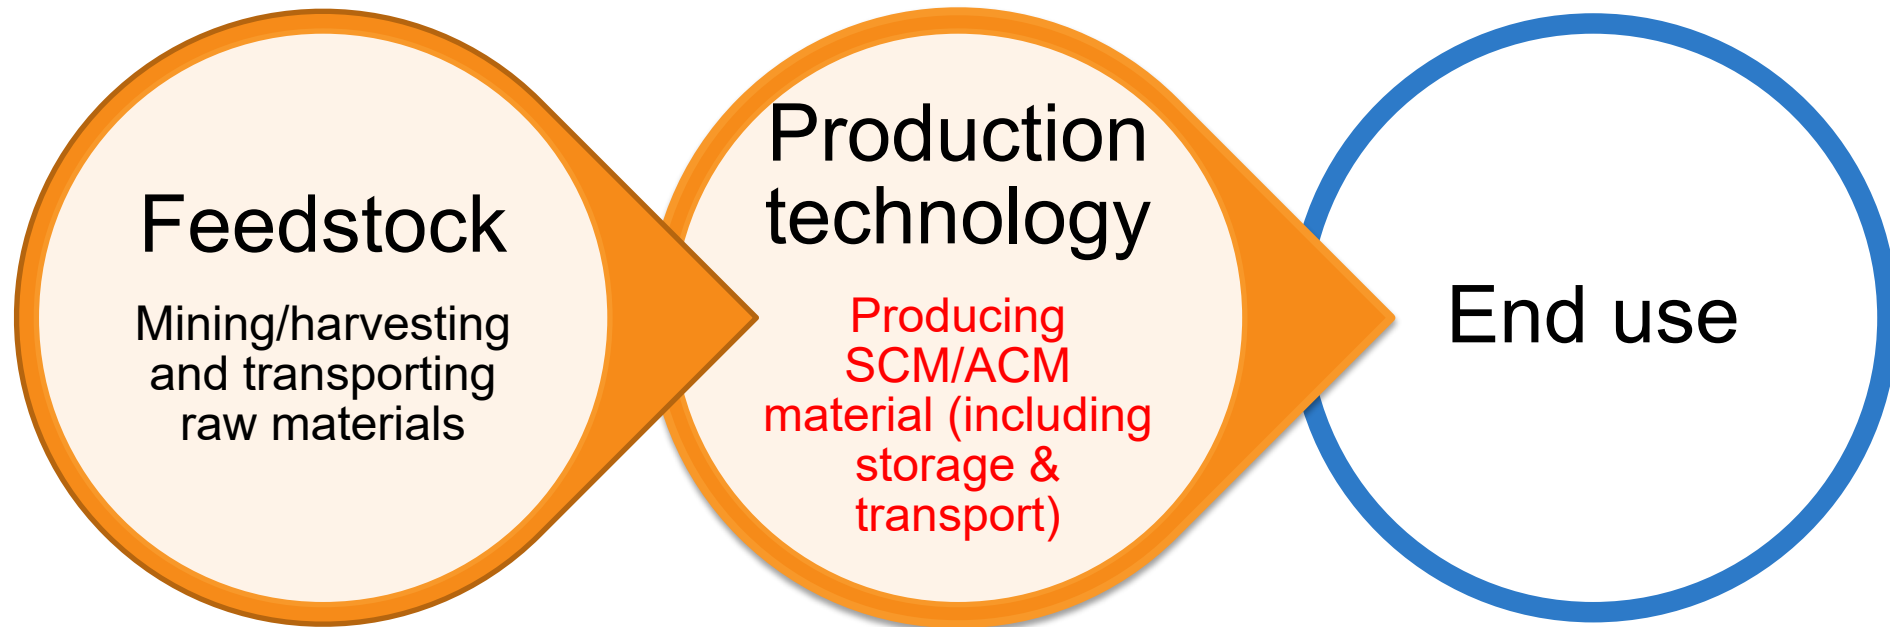 Feedstock
Mining/harvesting
and transporting
raw materials
Production
technology
Producing
SCM/ACM
material (including
storage &
transport)
End use